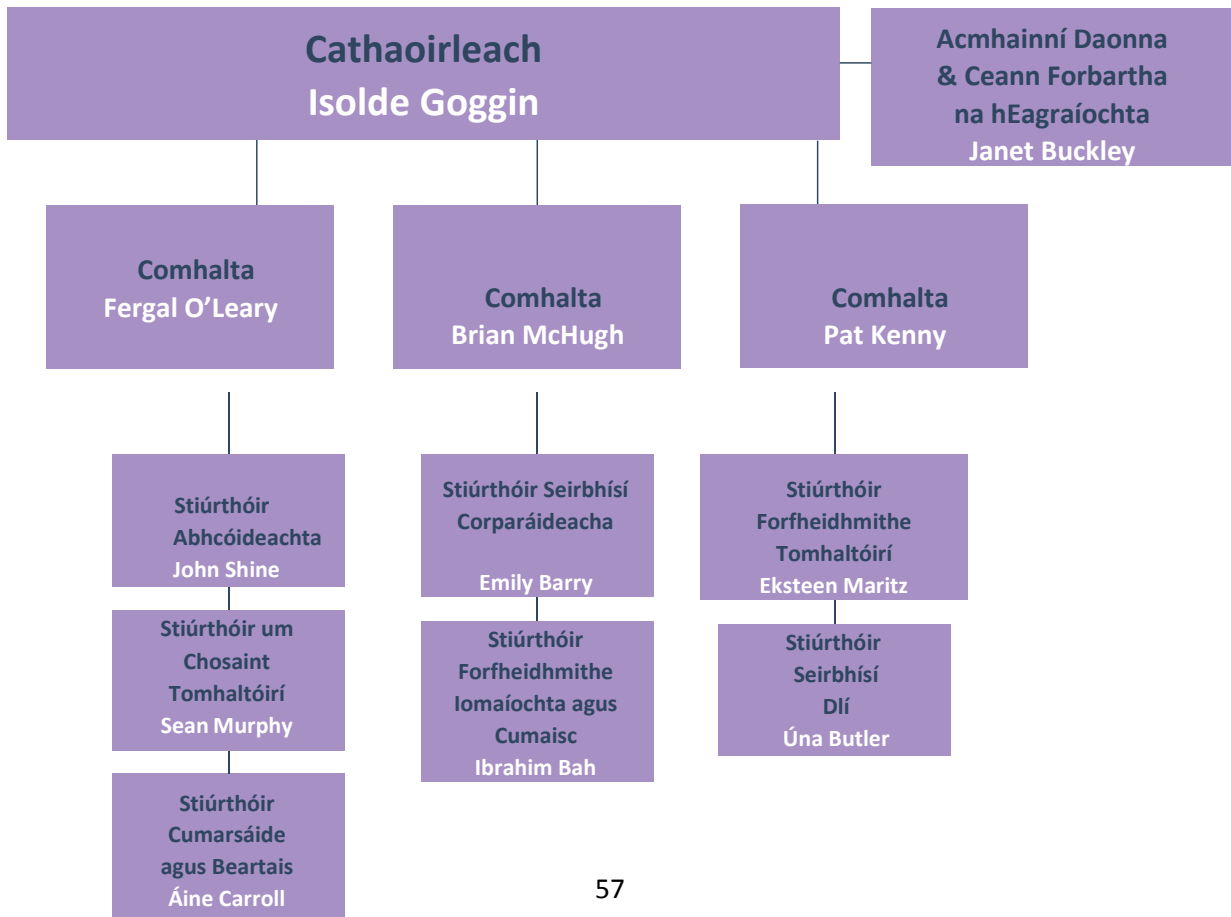 Cathaoirleach
Isolde Goggin
Acmhainní Daonna
& Ceann Forbartha
na hEagraíochta
Janet Buckley
Comhalta
Fergal O’Leary
Comhalta
Brian McHugh
Comhalta
Pat Kenny
Stiúrthóir
Abhcóideachta
John Shine
Stiúrthóir um
Chosaint
Tomhaltóirí
Sean Murphy
Stiúrthóir
Cumarsáide
agus Beartais
Áine Carroll
Stiúrthóir Seirbhísí
Corparáideacha
Emily Barry
Stiúrthóir
Forfheidhmithe
Iomaíochta agus
Cumaisc
Ibrahim Bah
Stiúrthóir
Forfheidhmithe
Tomhaltóirí
Eksteen Maritz
Stiúrthóir
Seirbhísí
Dlí
Úna Butler
57